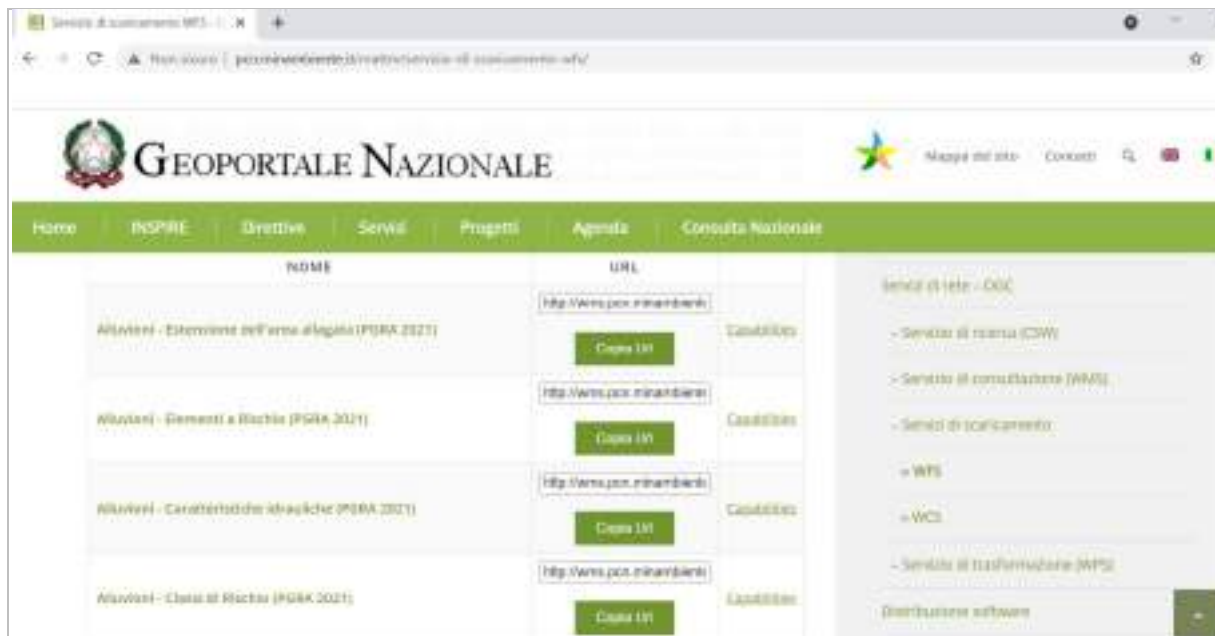 Servizio di scaricamento WFS -
Non sicuro | pcn.minambiente.it/mattm/servizio-di-scaricamento-wfs/
GEOPORTALE NAZIONALE
Mappa del sito Contatti
Home INSPIRE Direttive Servizi Progetti Agenda Consulta Nazionale
NOME URL
Alluvioni - Estensione dell'area allagata (PGRA 2021)
http://wms.pcn.minambiente
Copia Url
Capabilities
Alluvioni - Elementi a Rischio (PGRA 2021)
http://wms.pcn.minambiente
Copia Url
Capabilities
Alluvioni - Caratteristiche idrauliche (PGRA 2021)
http://wms.pcn.minambiente
Copia Url
Capabilities
Alluvioni - Classi di Rischio (PGRA 2021)
http://wms.pcn.minambiente
Copia Url
Capabilities
Servizi di rete - OGC
- Servizio di ricerca (CSW)
- Servizio di consultazione (WMS)
- Servizi di scaricamento
» WFS
» WCS
- Servizio di trasformazione (WPS)
Distribuzione software